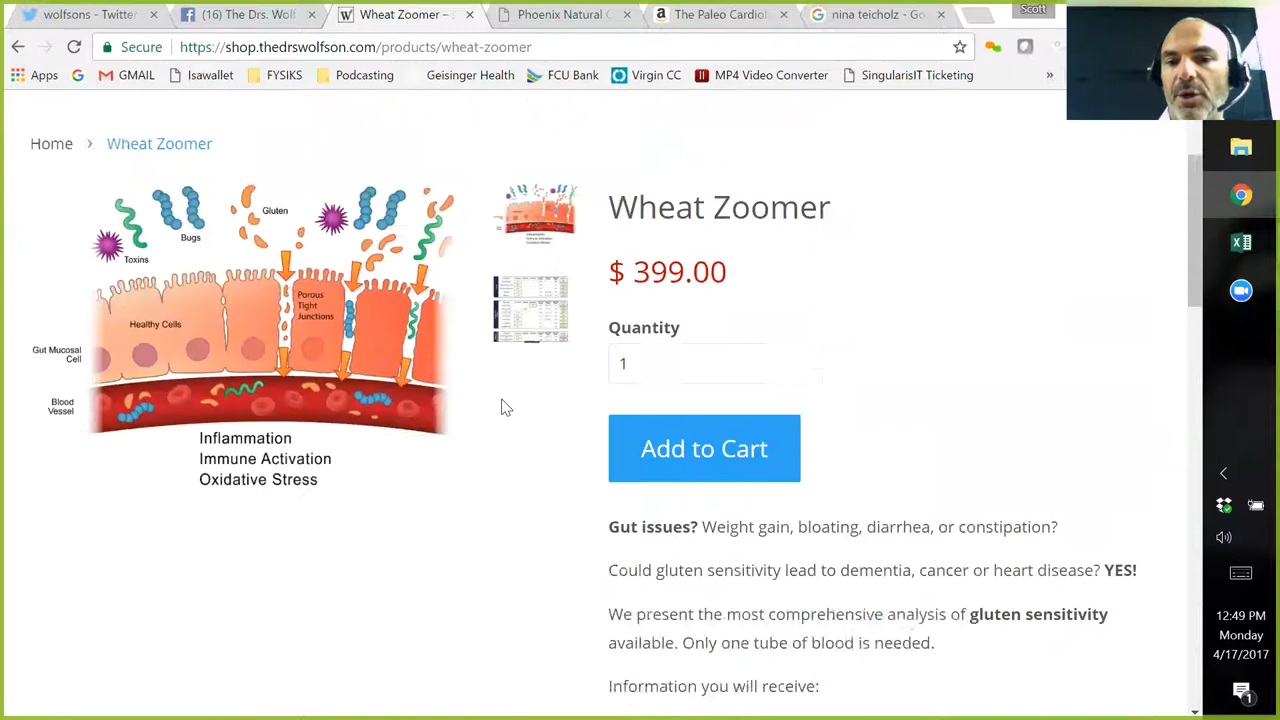 wolfsons - Twitter
(16) The Drs. Wolf
Wheat Zoomer –
Phoenix Natural C
The Paleo Cardiol
nina teicholz - Go
Scott
Secure
https://shop.thedrswolfson.com/products/wheat-zoomer
Apps
GMAIL
Isawallet
FYSIKS
Podcasting
Geisinger Health
FCU Bank
Virgin CC
MP4 Video Converter
SingularisIT Ticketing
»
Home › Wheat Zoomer
Toxins
Bugs
Gluten
Healthy Cells
Porous
Tight
Junctions
Gut Mucosal
Cell
Blood
Vessel
Inflammation
Immune Activation
Oxidative Stress
Wheat Zoomer
$ 399.00
Quantity
1
Add to Cart
Gut issues? Weight gain, bloating, diarrhea, or constipation?
Could gluten sensitivity lead to dementia, cancer or heart disease? YES!
We present the most comprehensive analysis of gluten sensitivity
available. Only one tube of blood is needed.
Information you will receive:
12:49 PM
Monday
4/17/2017
1